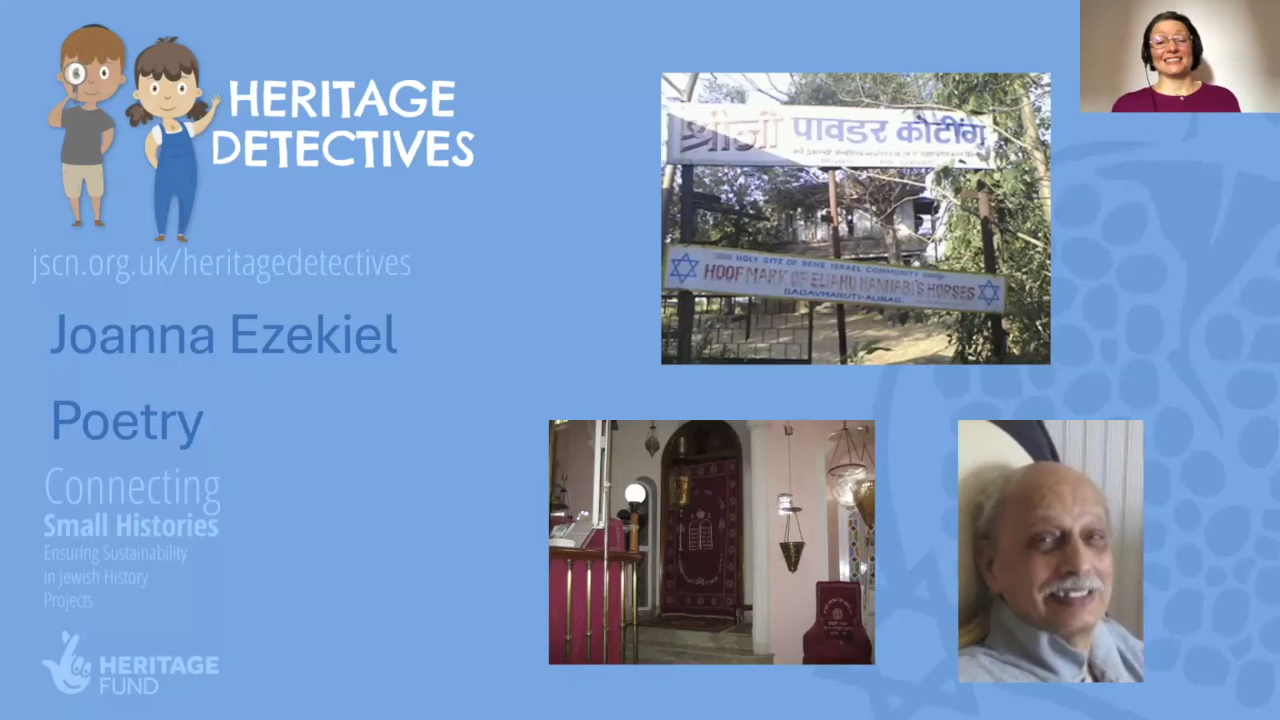 HERITAGE
DETECTIVES
jscn.org.uk/heritagedetectives
Joanna Ezekiel
Poetry
Connecting
Small Histories
Ensuring Sustainability
in Jewish History
Projects
HERITAGE
FUND
श्रीजी पावडर कोटींग
HOLY SITE OF BENE ISRAEL COMMUNITY
HOOF MARK OF ELIAHU HANNABI'S HORSES
SAGAVMARUTI-ALIBAG.